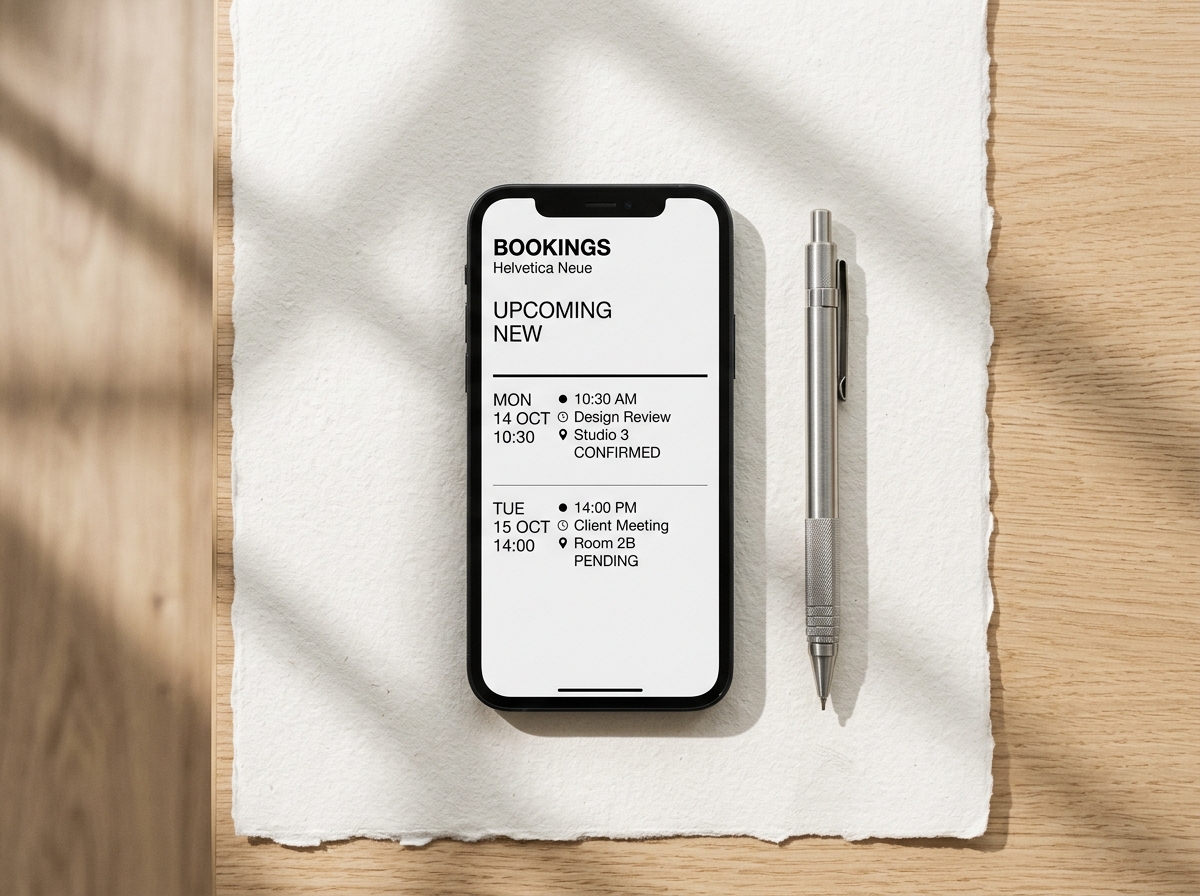 BOOKINGS
Helvetica Neue
UPCOMING
NEW
MON
14 OCT
10:30
10:30 AM
Design Review
Studio 3
CONFIRMED
TUE
15 OCT
14:00
14:00 PM
Client Meeting
Room 2B
PENDING